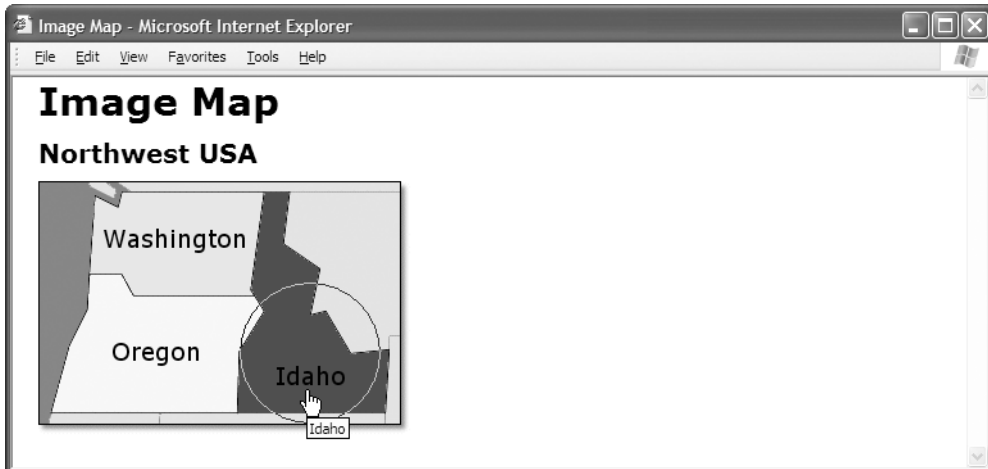 Image Map - Microsoft Internet Explorer
File Edit View Favorites Tools Help
Image Map
Northwest USA
Washington
Oregon
Idaho
Idaho